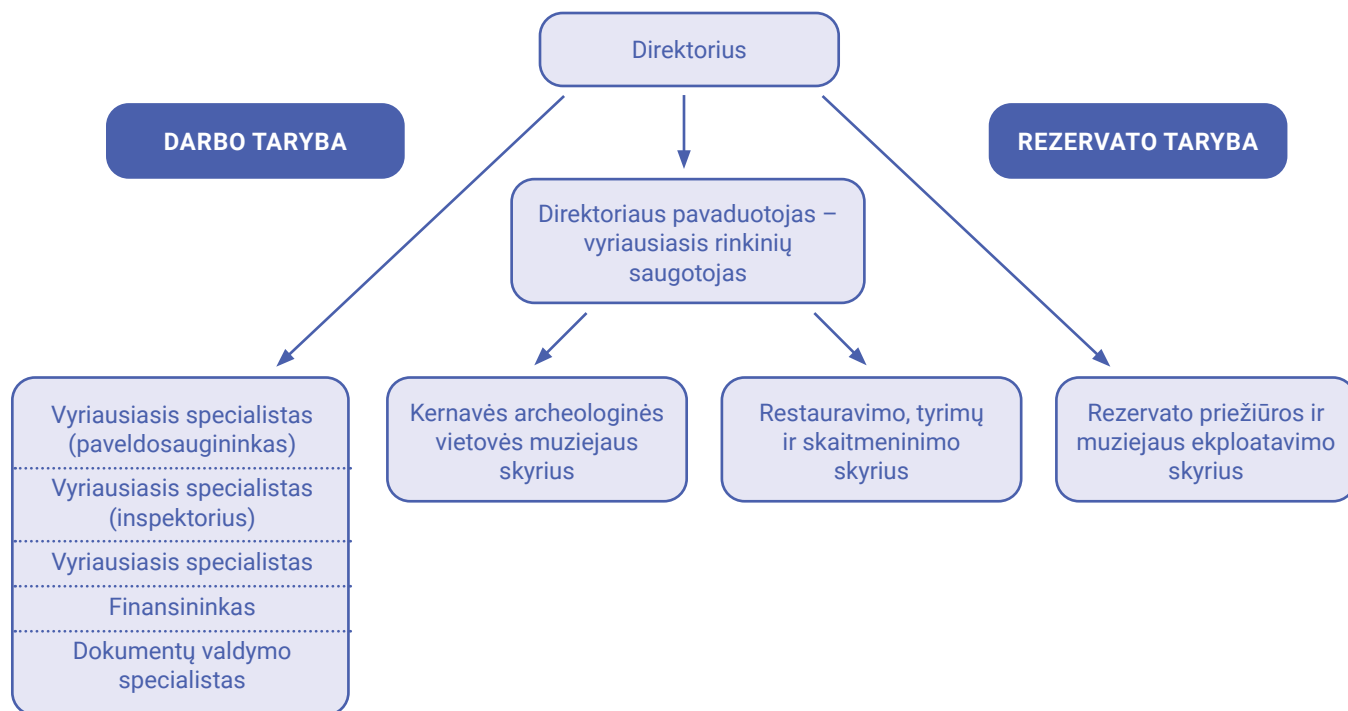 Direktorius
DARBO TARYBA
REZERVATO TARYBA
Direktoriaus pavaduotojas –
vyriausiasis rinkinių
saugotojas
Vyriausiasis specialistas
(paveldosaugininkas)
Vyriausiasis specialistas
(inspektorius)
Vyriausiasis specialistas
Finansininkas
Dokumentų valdymo
specialistas
Kernavės archeologinės
vietovės muziejaus
skyrius
Restauravimo, tyrimų
ir skaitmeninimo
skyrius
Rezervato priežiūros ir
muziejaus ekploatavimo
skyrius